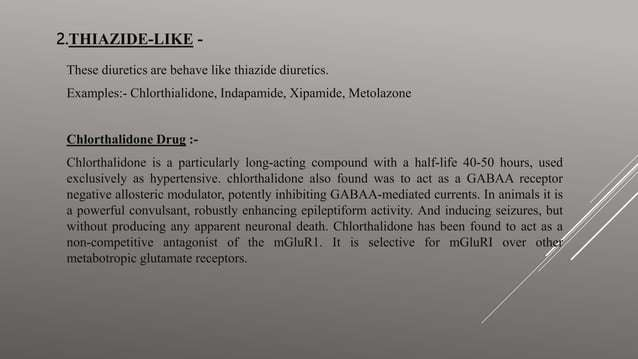 2.THIAZIDE-LIKE -
These diuretics are behave like thiazide diuretics.
Examples:- Chlorthialidone, Indapamide, Xipamide, Metolazone
Chlorthalidone Drug :-
Chlorthalidone is a particularly long-acting compound with a half-life 40-50 hours, used
exclusively as hypertensive. chlorthalidone also found was to act as a GABAA receptor
negative allosteric modulator, potently inhibiting GABAA-mediated currents. In animals it is
a powerful convulsant, robustly enhancing epileptiform activity. And inducing seizures, but
without producing any apparent neuronal death. Chlorthalidone has been found to act as a
non-competitive antagonist of the mGluR1. It is selective for mGluRI over other
metabotropic glutamate receptors.